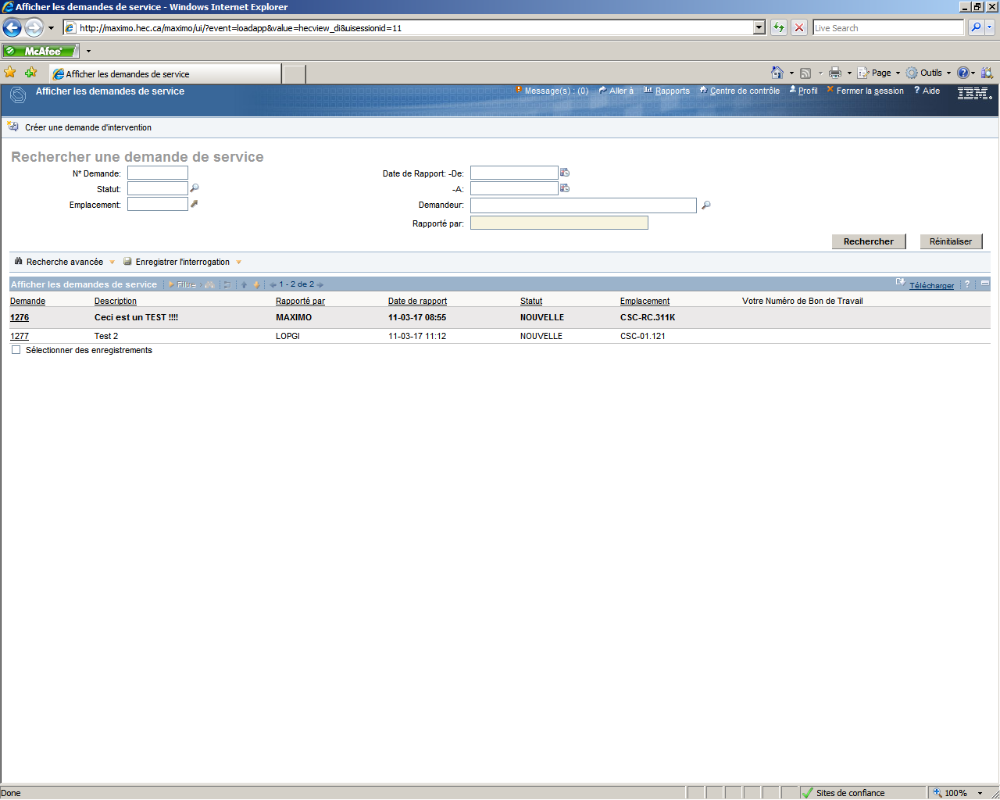 Afficher les demandes de service - Windows Internet Explorer
http://maximo.hec.ca/maximo/ui/?event=loadapp&value=hecview_di&uisessionid=11
Live Search
McAfee
Afficher les demandes de service
Page
Outils
Afficher les demandes de service
Message(s) : (0)
Aller à
Rapports
Centre de contrôle
Profil
Fermer la session
? Aide
IBM.
Créer une demande d'intervention
Rechercher une demande de service
N° Demande:
Date de Rapport: -De:
Statut:
-A:
Emplacement:
Demandeur:
Rapporté par:
Rechercher
Réinitialiser
Recherche avancée
Enregistrer l'interrogation
Afficher les demandes de service
Filtre
1 - 2 de 2
Télécharger
?
Demande Description Rapporté par Date de rapport Statut Emplacement Votre Numéro de Bon de Travail
1276 Ceci est un TEST !!!! MAXIMO 11-03-17 08:55 NOUVELLE CSC-RC.311K
1277 Test 2 LOPGI 11-03-17 11:12 NOUVELLE CSC-01.121
Sélectionner des enregistrements
Done
Sites de confiance
100%